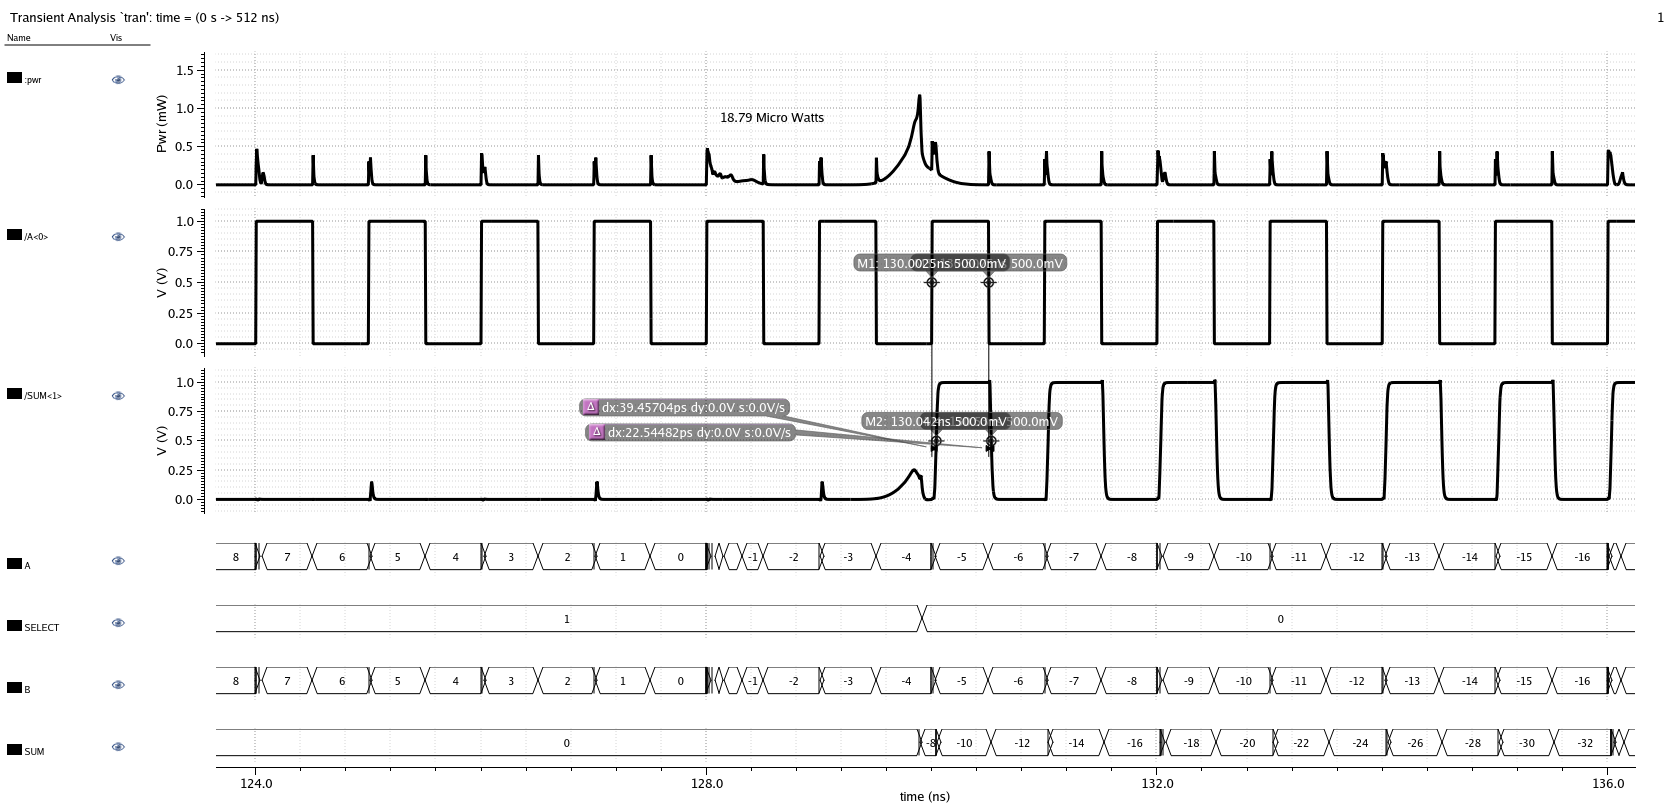 Transient Analysis `tran': time = (0 s -> 512 ns)
1
Name Vis
:pwr
Pwr (mW)
1.5
1.0
0.5
0.0
18.79 Micro Watts
/A<0>
V (V)
1.0
0.75
0.5
0.25
0.0
M1: 130.0025ns 500.0mV 500.0mV
/SUM<1>
V (V)
1.0
0.75
0.5
0.25
0.0
Δ dx:39.45704ps dy:0.0V s:0.0V/s
Δ dx:22.54482ps dy:0.0V s:0.0V/s
M2: 130.042ns 500.0mV
A 8 7 6 5 4 3 2 1 0 -1 -2 -3 -4 -5 -6 -7 -8 -9 -10 -11 -12 -13 -14 -15 -16
SELECT 1 0
B 8 7 6 5 4 3 2 1 0 -1 -2 -3 -4 -5 -6 -7 -8 -9 -10 -11 -12 -13 -14 -15 -16
SUM 0 -8 -10 -12 -14 -16 -18 -20 -22 -24 -26 -28 -30 -32
124.0 128.0 132.0 136.0
time (ns)